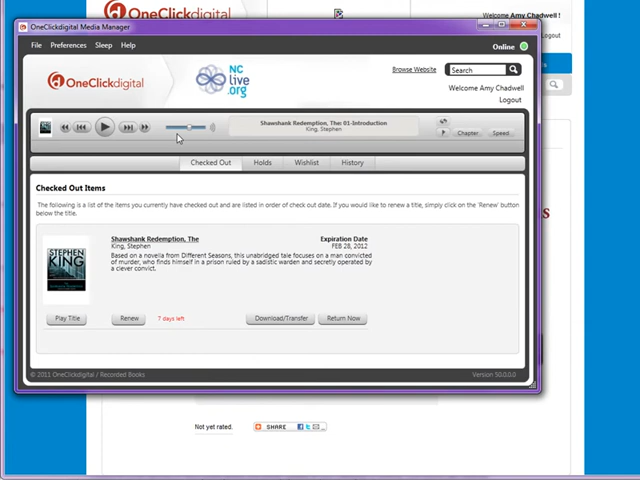 OneClickdigital
Welcome Amy Chadwell !
Logout
OneClickdigital Media Manager
File Preferences Sleep Help
Online
OneClickdigital
NC
live
.org
Browse Website
Search
Welcome Amy Chadwell
Logout
Shawshank Redemption, The: 01-Introduction
King, Stephen
Chapter Speed
Checked Out Holds Wishlist History
Checked Out Items
The following is a list of the items you currently have checked out and are listed in order of check out date. If you would like to renew a title, simply click on the 'Renew' button
below the title.
STEPHEN
KING
Shawshank Redemption, The
King, Stephen
Expiration Date
FEB 28, 2012
Based on a novella from Different Seasons, this unabridged tale focuses on a man convicted
of murder, who finds himself in a prison ruled by a sadistic warden and secretly operated by
a clever convict.
Play Title Renew 7 days left Download/Transfer Return Now
© 2011 OneClickdigital / Recorded Books
Version 50.0.0.0
Not yet rated.
SHARE